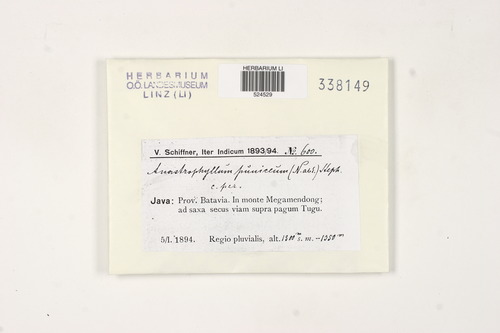 HERBARIUM
O.Ö. LANDESMUSEUM
LINZ (LI)
HERBARIUM LI
524529
338149
V. Schiffner, Iter Indicum 1893/94. No. 600.
Anastrophyllum puniceum (Nees.) Steph.
c. per.
Java: Prov. Batavia. In monte Megamendong;
ad saxa secus viam supra pagum Tugu.
5/I. 1894. Regio pluvialis, alt. 1300 m s. m. – 1350 m